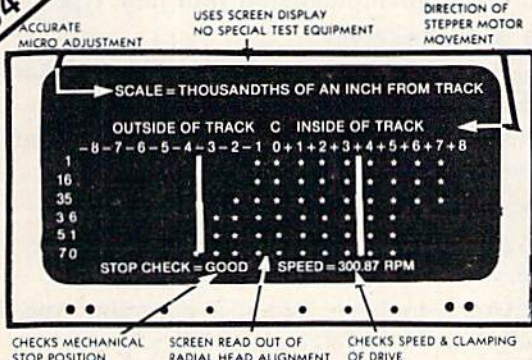 ACCURATE
MICRO ADJUSTMENT
USES SCREEN DISPLAY
NO SPECIAL TEST EQUIPMENT
DIRECTION OF
STEPPER MOTOR
MOVEMENT
SCALE = THOUSANDTHS OF AN INCH FROM TRACK
OUTSIDE OF TRACK C INSIDE OF TRACK
-8-7-6-5-4-3-2-1 0+1+2+3+4+5+6+7+8
1
16
35
36
51
70
STOP CHECK = GOOD SPEED = 300.87 RPM
CHECKS MECHANICAL
STOP POSITION
SCREEN READ OUT OF
RADIAL HEAD ALIGNMENT
CHECKS SPEED & CLAMPING
OF DRIVE